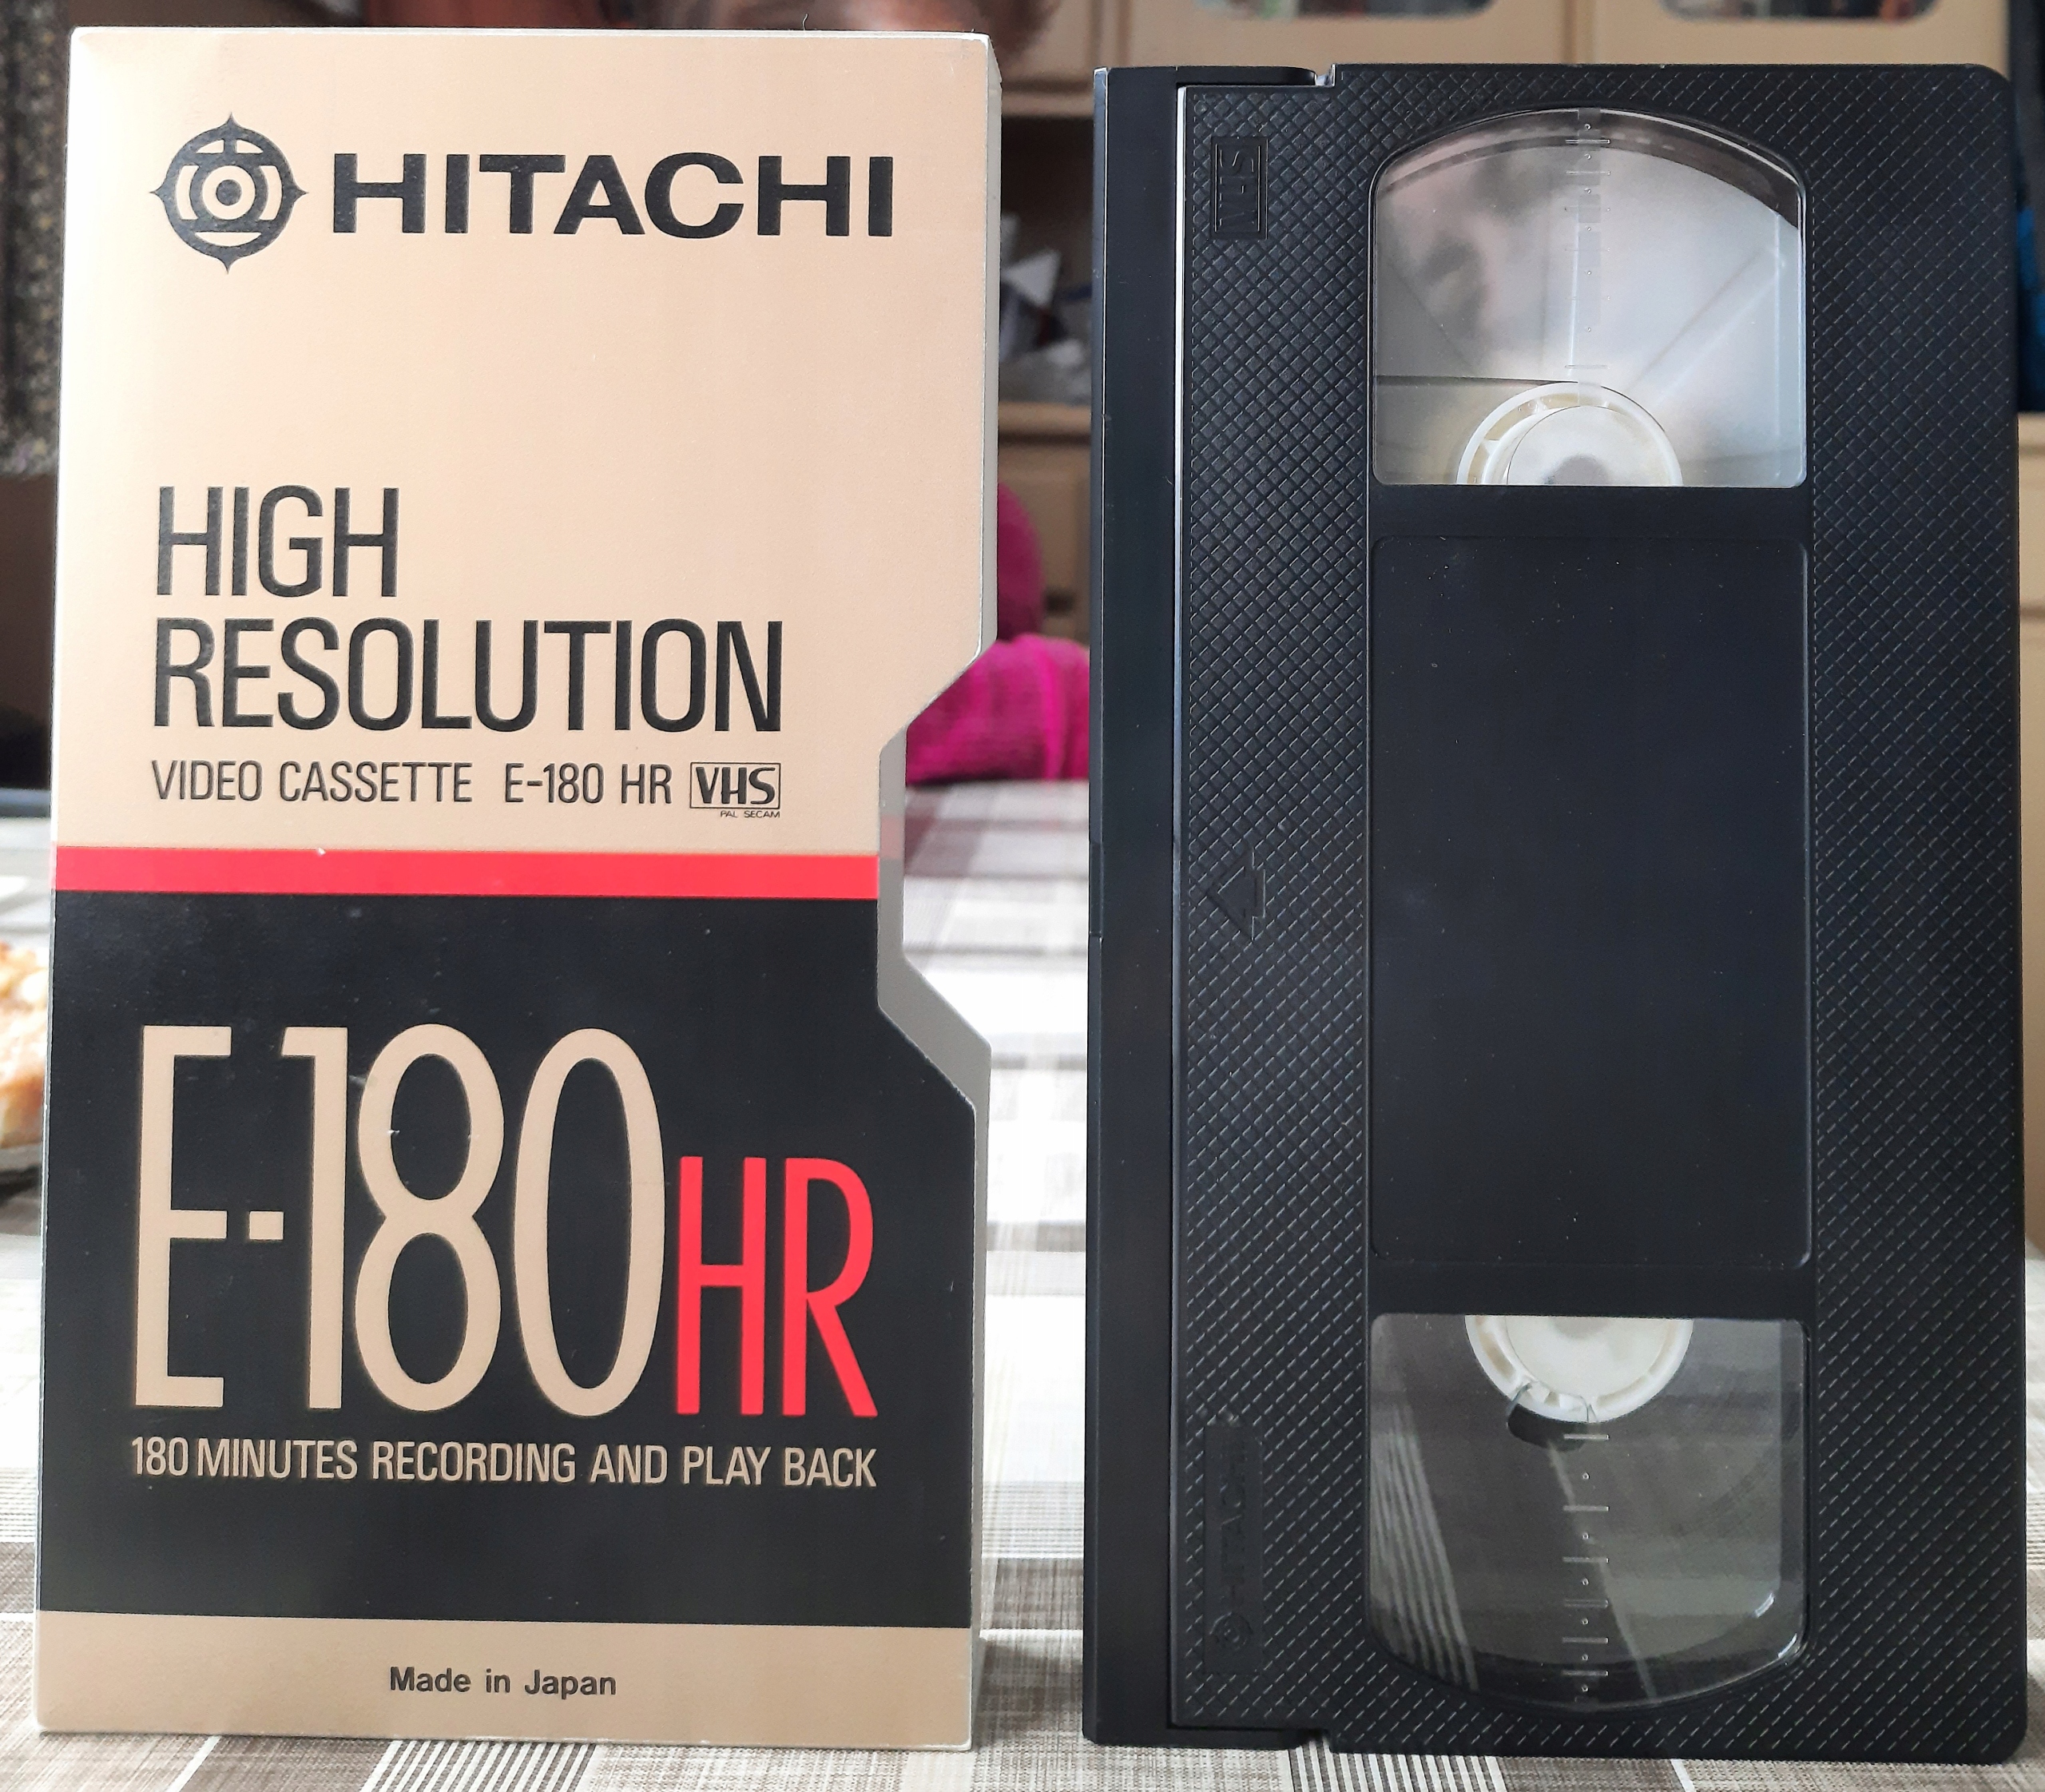 HITACHI
HIGH
RESOLUTION
VIDEO CASSETTE E-180 HR VHS
PAL SECAM
E-180HR
180 MINUTES RECORDING AND PLAY BACK
Made in Japan
VHS
HITACHI